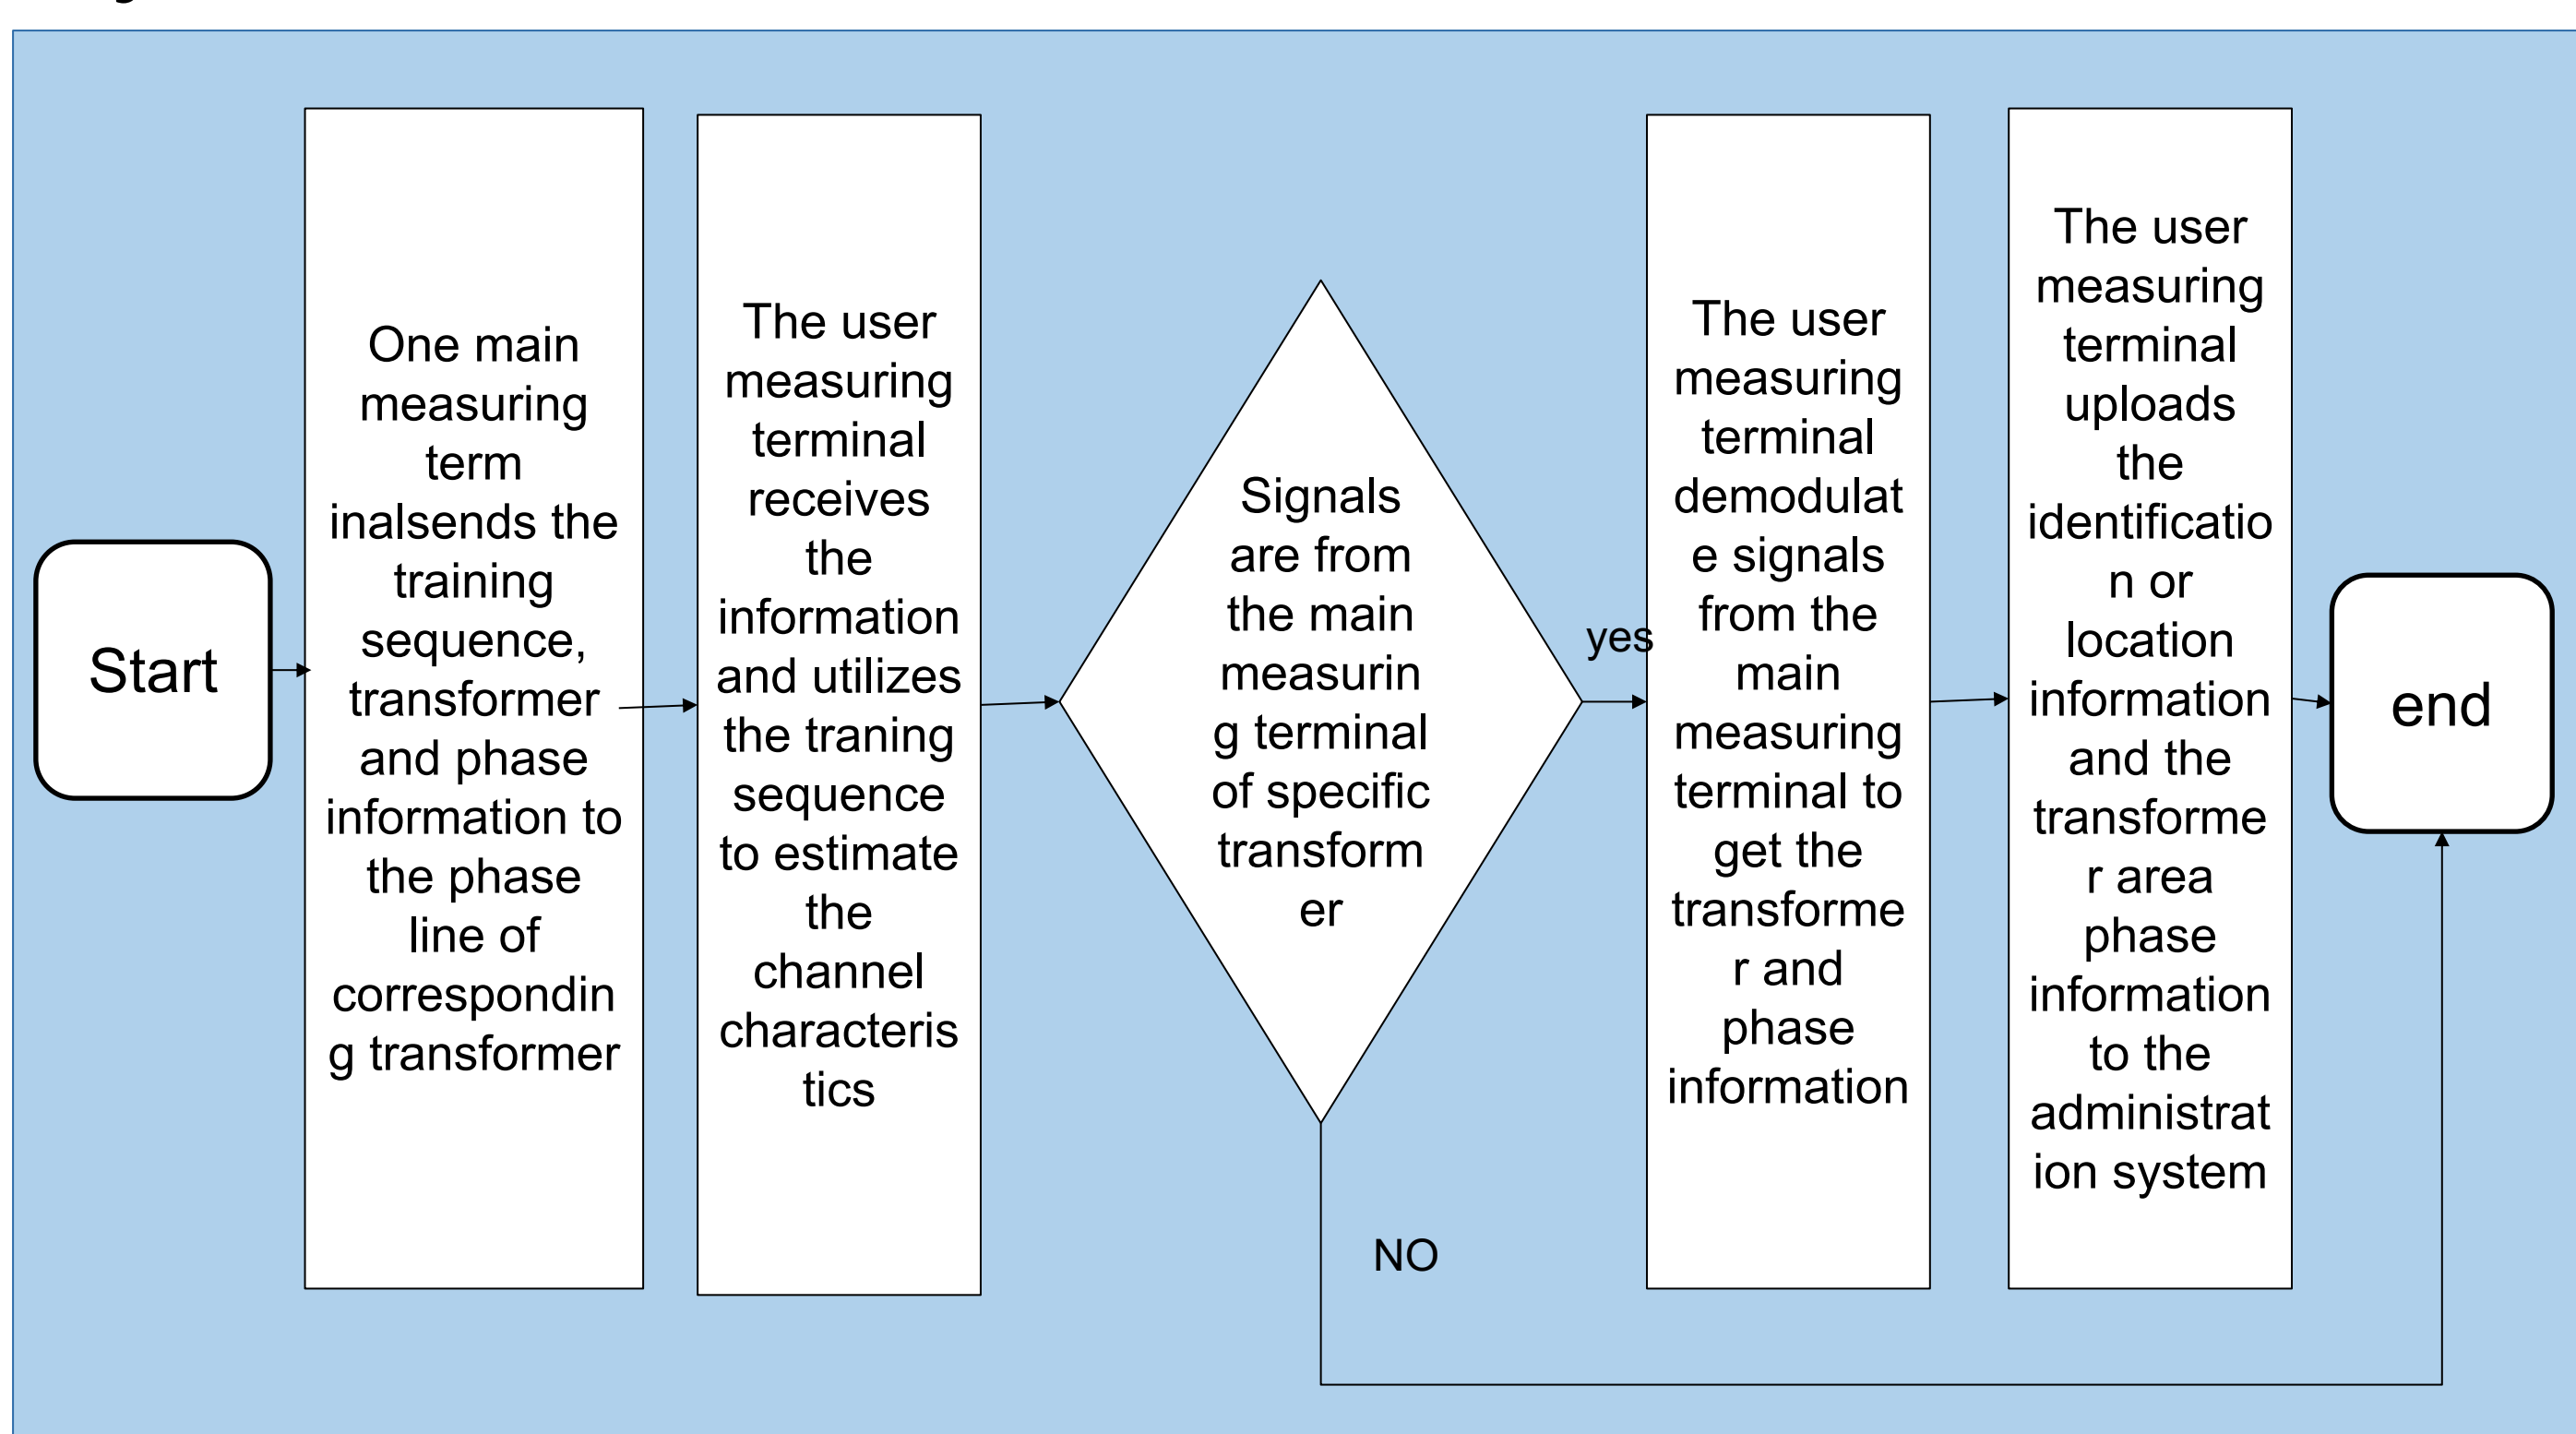 Start
One main
measuring
term
inalsends the
training
sequence,
transformer
and phase
information to
the phase
line of
correspondin
g transformer
The user
measuring
terminal
receives
the
information
and utilizes
the traning
sequence
to estimate
the
channel
characteris
tics
Signals
are from
the main
measurin
g terminal
of specific
transform
er
yes
NO
The user
measuring
terminal
demodulat
e signals
from the
main
measuring
terminal to
get the
transforme
r and
phase
information
The user
measuring
terminal
uploads
the
identificatio
n or
location
information
and the
transforme
r area
phase
information
to the
administrat
ion system
end